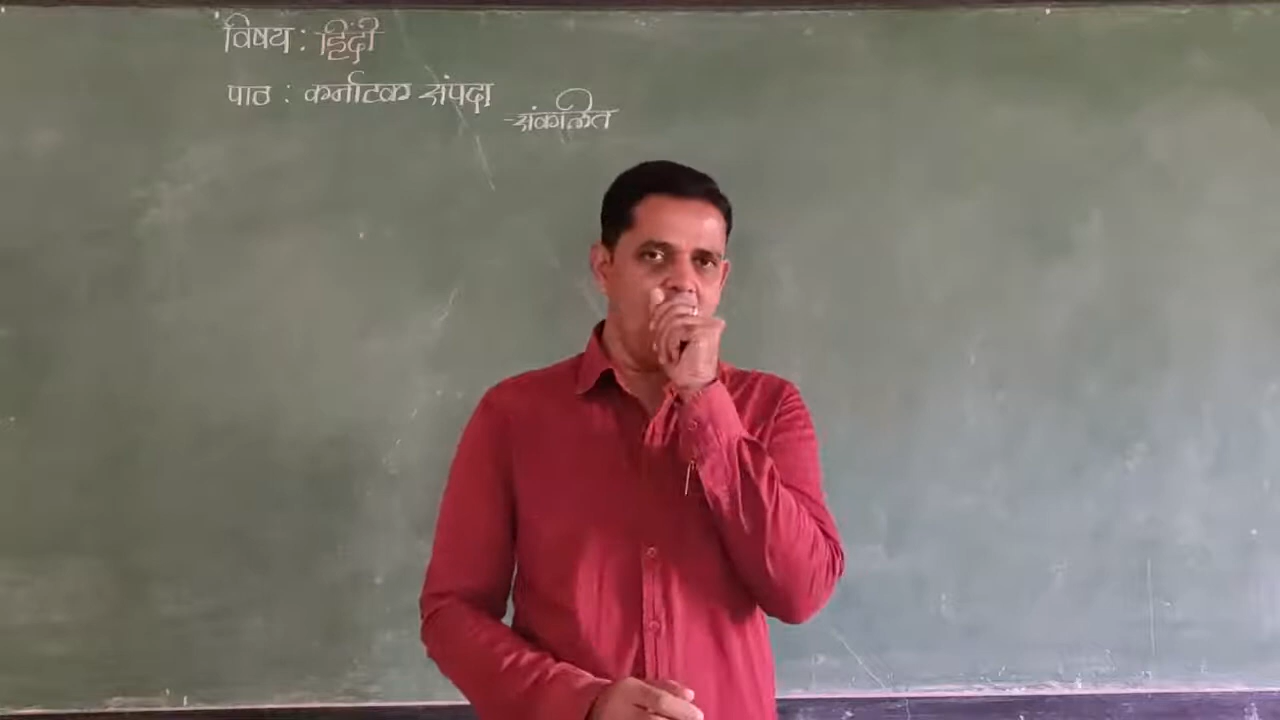 विषय : हिंदी
पाठ : कर्नाटक संपदा
-संकलित